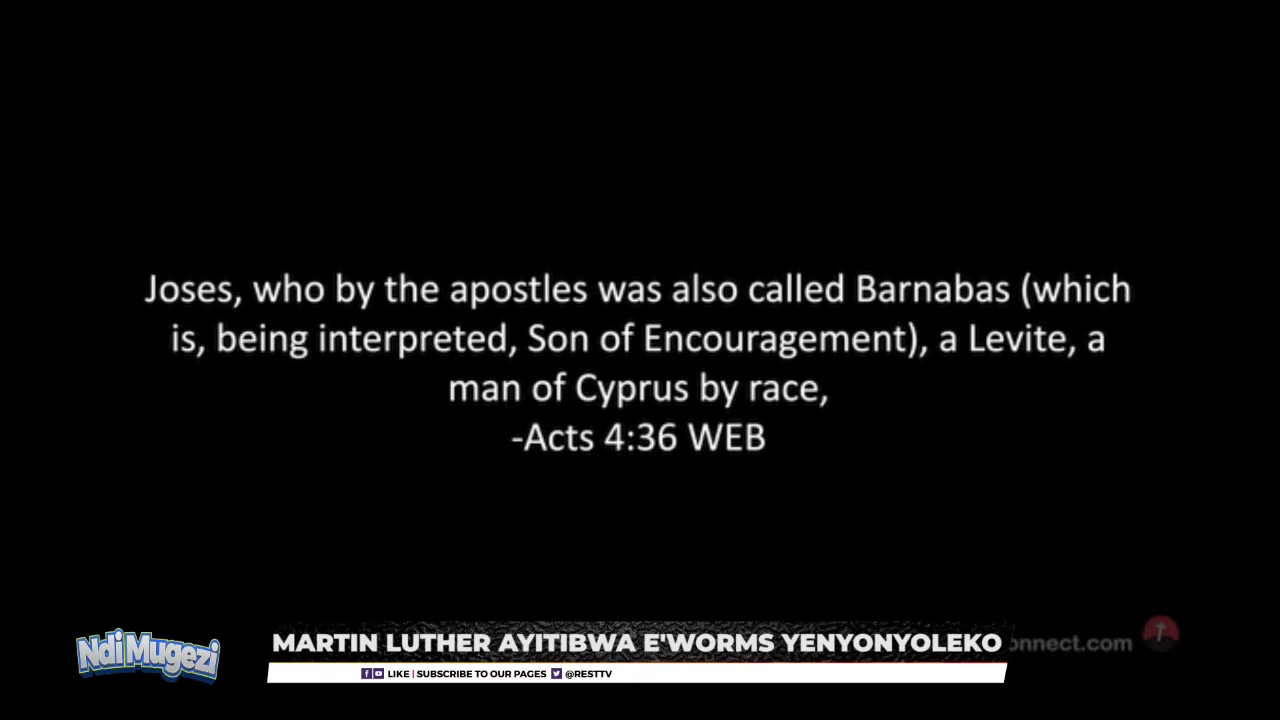 Joses, who by the apostles was also called Barnabas (which
is, being interpreted, Son of Encouragement), a Levite, a
man of Cyprus by race,
-Acts 4:36 WEB
Ndi Mugezi
MARTIN LUTHER AYITIBWA E'WORMS YENYONYOLEKO
onnect.com
LIKE | SUBSCRIBE TO OUR PAGES @RESTTV